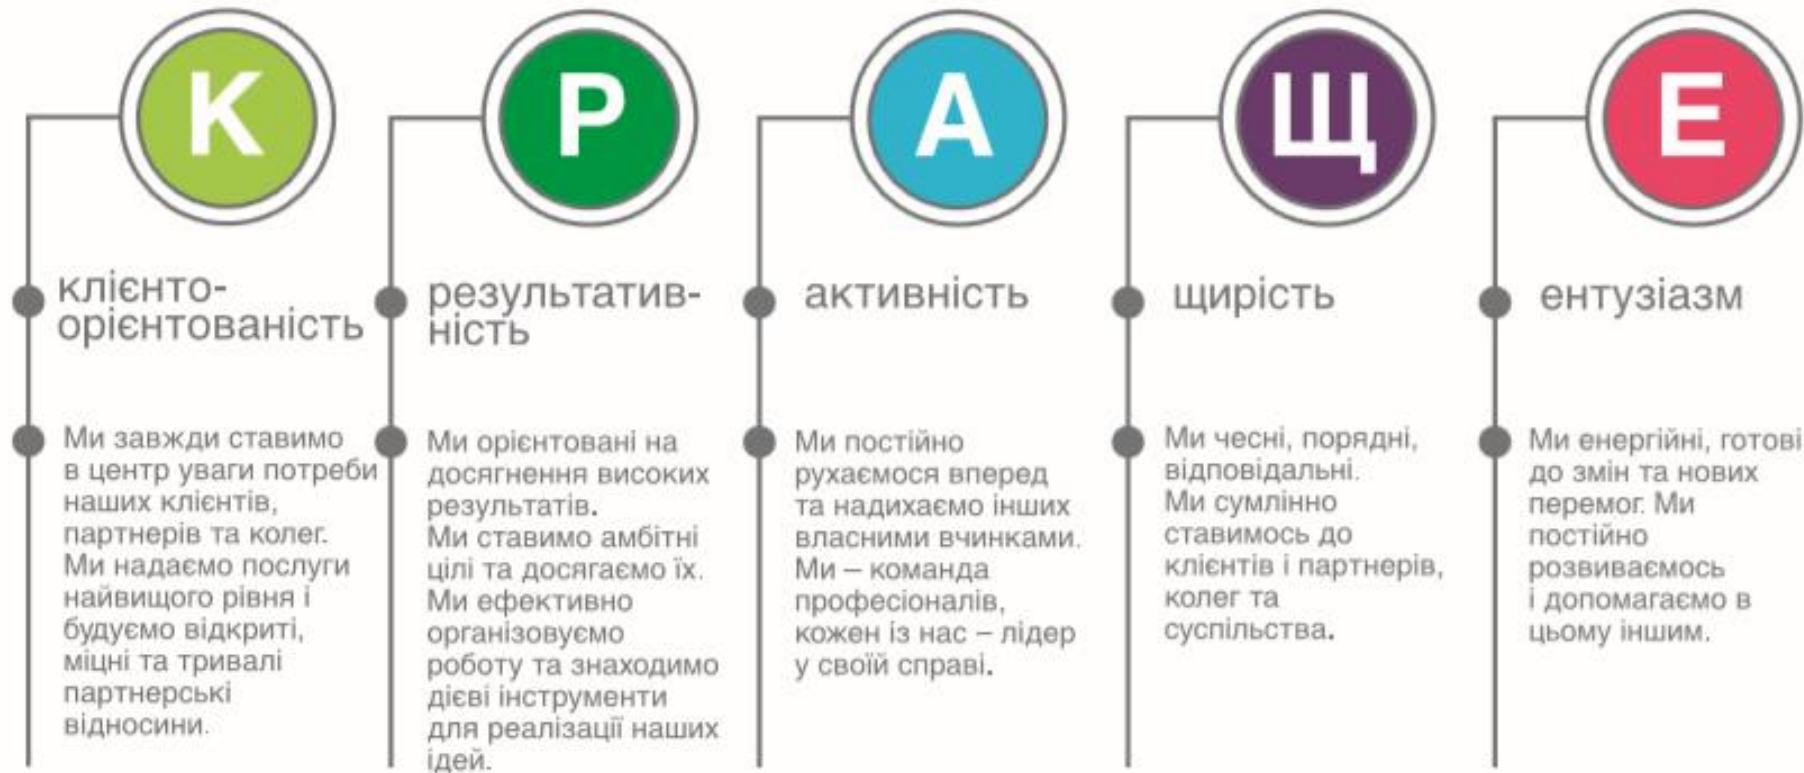 К
клієнто-
орієнтованість
Ми завжди ставимо
в центр уваги потреби
наших клієнтів,
партнерів та колег.
Ми надаємо послуги
найвищого рівня і
будуємо відкриті,
міцні та тривалі
партнерські
відносини.
Р
результатив-
ність
Ми орієнтовані на
досягнення високих
результатів.
Ми ставимо амбітні
цілі та досягаємо їх.
Ми ефективно
організовуємо
роботу та знаходимо
дієві інструменти
для реалізації наших
ідей.
А
активність
Ми постійно
рухаємося вперед
та надихаємо інших
власними вчинками.
Ми – команда
професіоналів,
кожен із нас – лідер
у своїй справі.
Щ
щирість
Ми чесні, порядні,
відповідальні.
Ми сумлінно
ставимось до
клієнтів і партнерів,
колег та
суспільства.
Е
ентузіазм
Ми енергійні, готові
до змін та нових
перемог. Ми
постійно
розвиваємось
і допомагаємо в
цьому іншим.